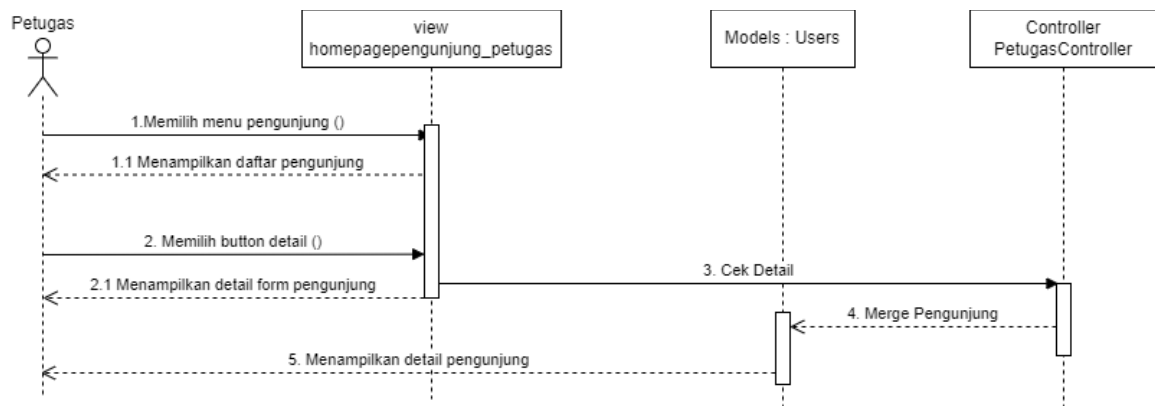 Petugas
view
homepagepengunjung_petugas
Models : Users
Controller
PetugasController
1.Memilih menu pengunjung ()
1.1 Menampilkan daftar pengunjung
2. Memilih button detail ()
3. Cek Detail
2.1 Menampilkan detail form pengunjung
4. Merge Pengunjung
5. Menampilkan detail pengunjung